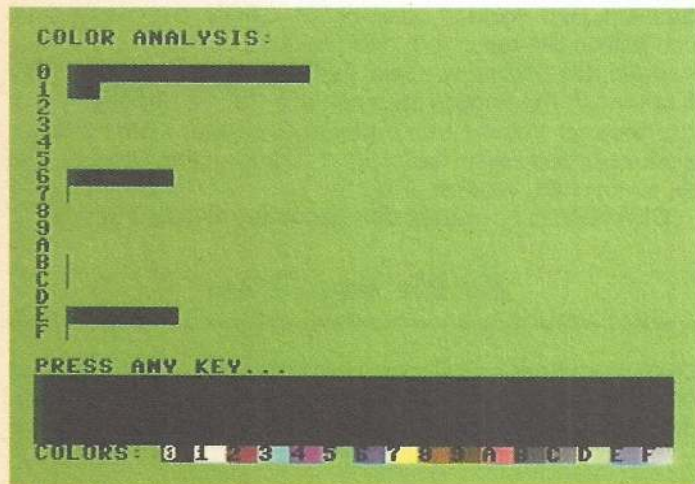 COLOR ANALYSIS:
0
1
2
3
4
5
6
7
8
9
A
B
C
D
E
F
PRESS ANY KEY...
COLORS: 0 1 2 3 4 5 6 7 8 9 A B C D E F